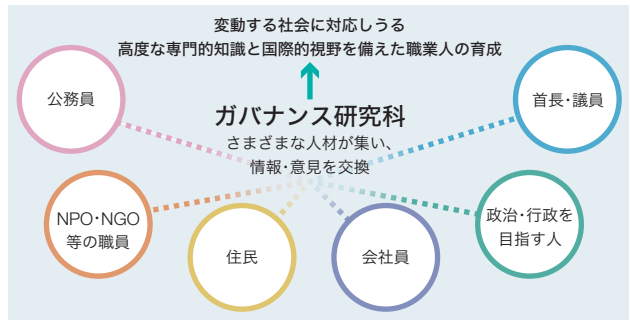 変動する社会に対応しうる
高度な専門的知識と国際的視野を備えた職業人の育成
公務員
首長・議員
ガバナンス研究科
さまざまな人材が集い、
情報・意見を交換
NPO・NGO
等の職員
住民
会社員
政治・行政を
目指す人